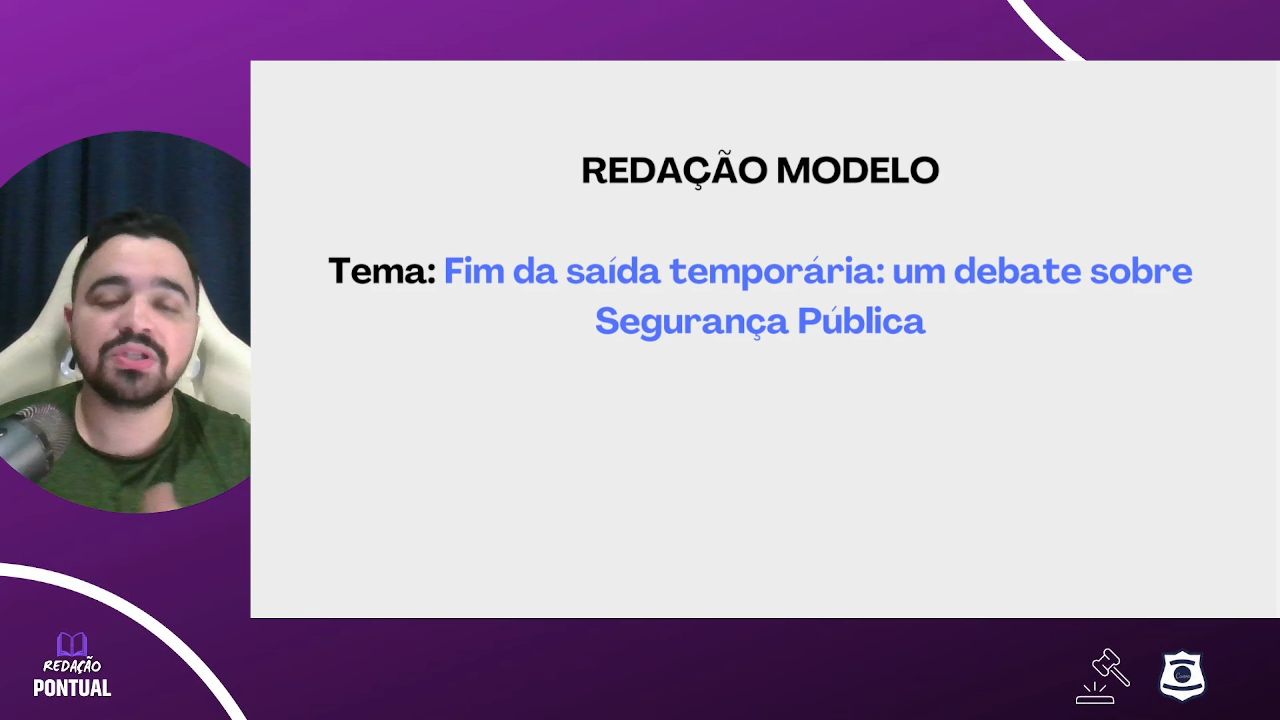 REDAÇÃO MODELO
Tema: Fim da saída temporária: um debate sobre
Segurança Pública
REDAÇÃO
PONTUAL